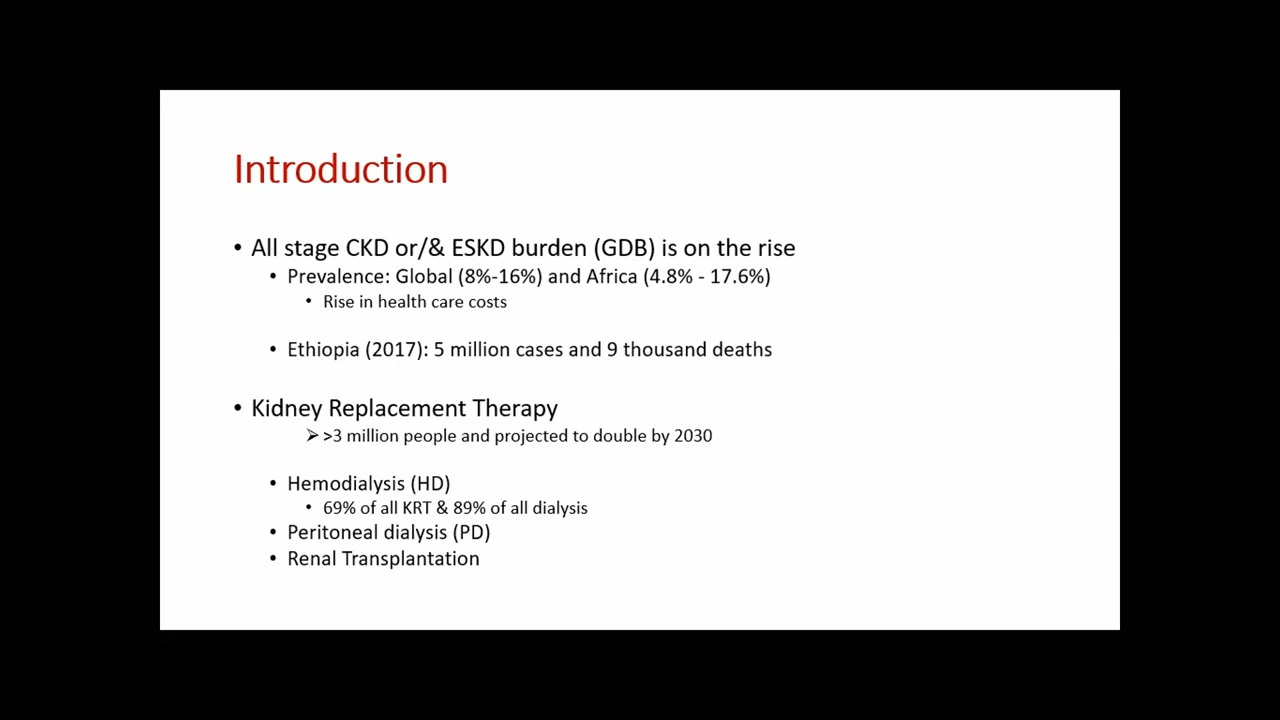 Introduction
• All stage CKD or/& ESKD burden (GDB) is on the rise
• Prevalence: Global (8%-16%) and Africa (4.8% - 17.6%)
• Rise in health care costs
• Ethiopia (2017): 5 million cases and 9 thousand deaths
• Kidney Replacement Therapy
➢ >3 million people and projected to double by 2030
• Hemodialysis (HD)
• 69% of all KRT & 89% of all dialysis
• Peritoneal dialysis (PD)
• Renal Transplantation